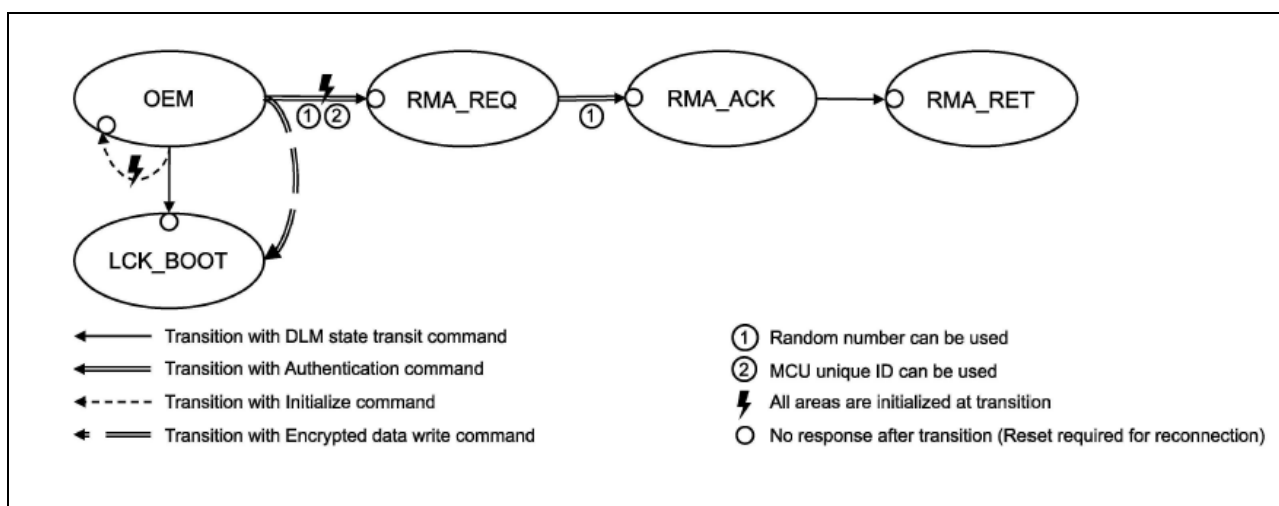 OEM
RMA_REQ
RMA_ACK
RMA_RET
① ②
①
LCK_BOOT
Transition with DLM state transit command
Transition with Authentication command
Transition with Initialize command
Transition with Encrypted data write command
① Random number can be used
② MCU unique ID can be used
All areas are initialized at transition
No response after transition (Reset required for reconnection)